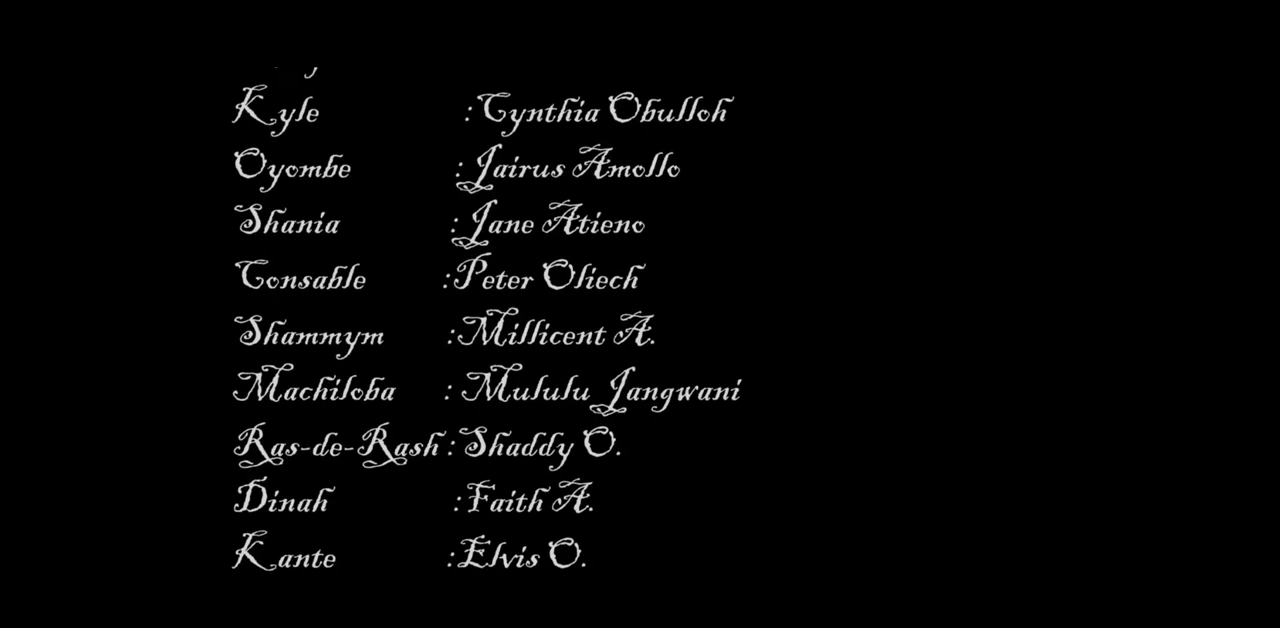 Kyle : Cynthia Obulloh
Oyombe : Jairus Amollo
Shania : Jane Atieno
Consable : Peter Oliech
Shammym : Millicent A.
Machiloba : Mululu Jangwani
Ras-de-Rash : Shaddy O.
Dinah : Faith A.
Kante : Elvis O.